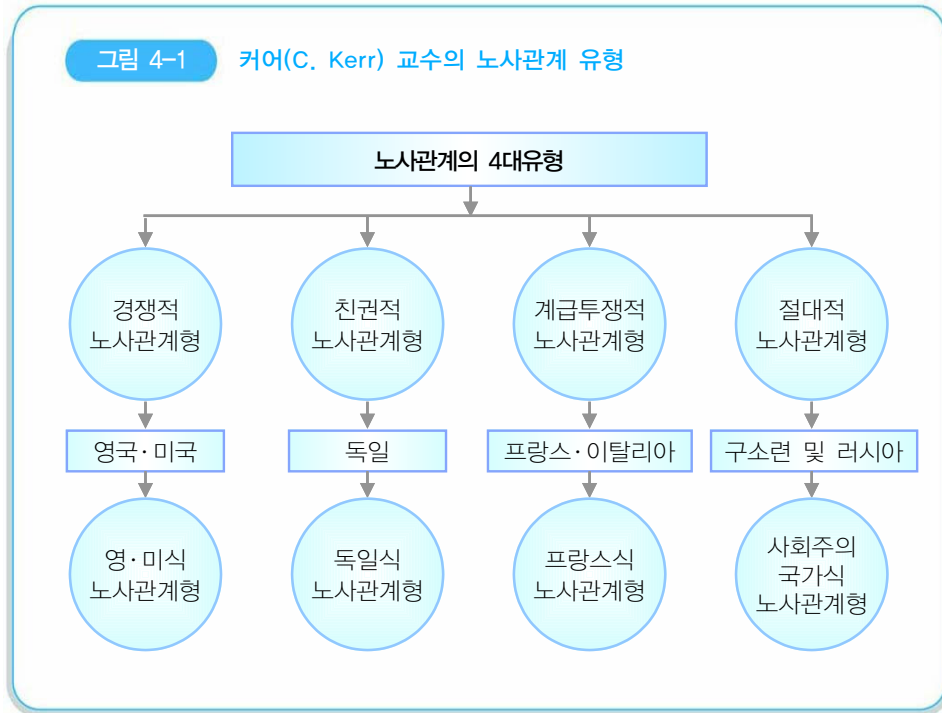 그림 4-1 커어(C. Kerr) 교수의 노사관계 유형
노사관계의 4대유형
경쟁적
노사관계형
친권적
노사관계형
계급투쟁적
노사관계형
절대적
노사관계형
영국·미국
독일
프랑스·이탈리아
구소련 및 러시아
영·미식
노사관계형
독일식
노사관계형
프랑스식
노사관계형
사회주의
국가식
노사관계형